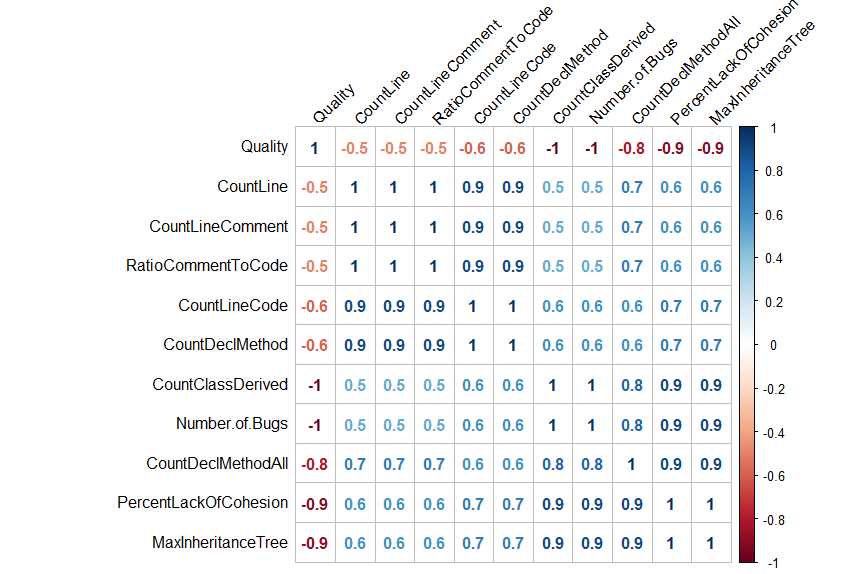 Quality
CountLine
CountLineComment
RatioCommentToCode
CountLineCode
CountDeclMethod
CountClassDerived
Number.of.Bugs
CountDeclMethodAll
PercentLackOfCohesion
MaxInheritanceTree
Quality 1 -0.5 -0.5 -0.5 -0.6 -0.6 -1 -1 -0.8 -0.9 -0.9
CountLine -0.5 1 1 1 0.9 0.9 0.5 0.5 0.7 0.6 0.6
CountLineComment -0.5 1 1 1 0.9 0.9 0.5 0.5 0.7 0.6 0.6
RatioCommentToCode -0.5 1 1 1 0.9 0.9 0.5 0.5 0.7 0.6 0.6
CountLineCode -0.6 0.9 0.9 0.9 1 1 0.6 0.6 0.6 0.7 0.7
CountDeclMethod -0.6 0.9 0.9 0.9 1 1 0.6 0.6 0.6 0.7 0.7
CountClassDerived -1 0.5 0.5 0.5 0.6 0.6 1 1 0.8 0.9 0.9
Number.of.Bugs -1 0.5 0.5 0.5 0.6 0.6 1 1 0.8 0.9 0.9
CountDeclMethodAll -0.8 0.7 0.7 0.7 0.6 0.6 0.8 0.8 1 0.9 0.9
PercentLackOfCohesion -0.9 0.6 0.6 0.6 0.7 0.7 0.9 0.9 0.9 1 1
MaxInheritanceTree -0.9 0.6 0.6 0.6 0.7 0.7 0.9 0.9 0.9 1 1
1
0.8
0.6
0.4
0.2
0
-0.2
-0.4
-0.6
-0.8
-1